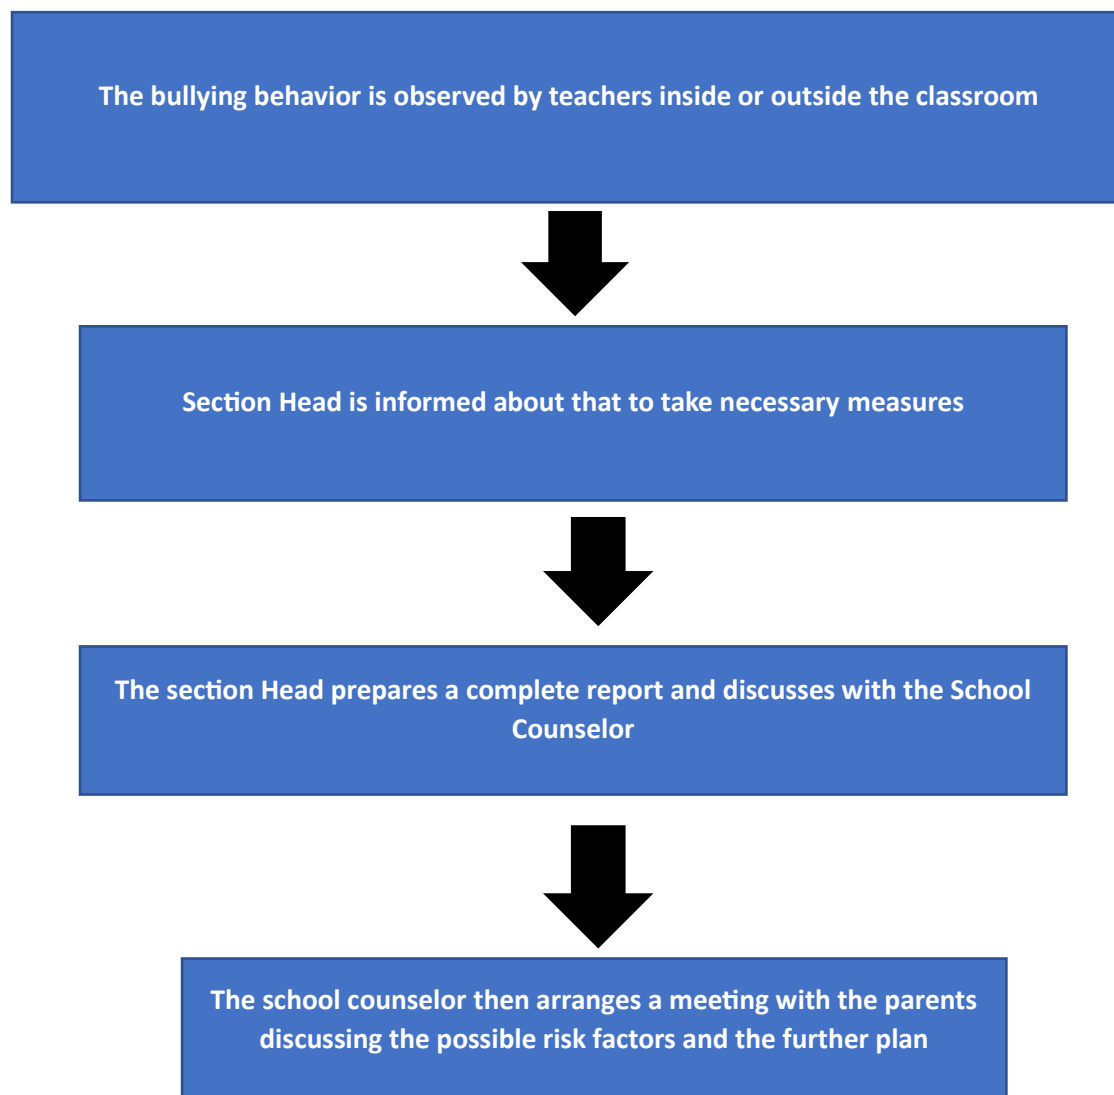 The bullying behavior is observed by teachers inside or outside the classroom
Section Head is informed about that to take necessary measures
The section Head prepares a complete report and discusses with the School
Counselor
The school counselor then arranges a meeting with the parents
discussing the possible risk factors and the further plan